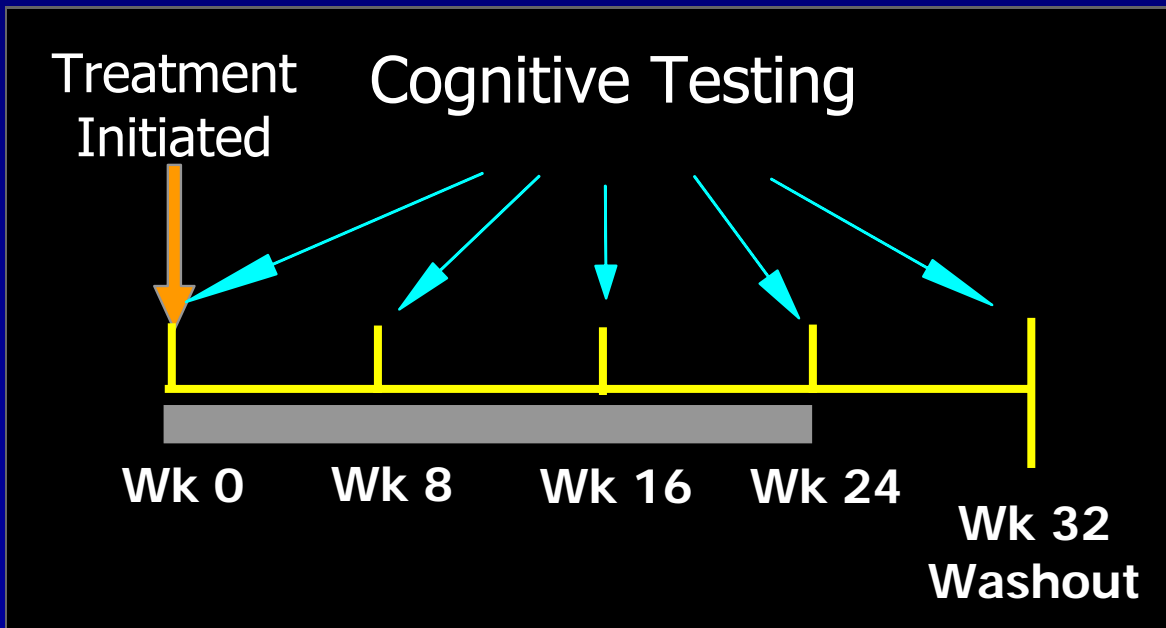 Treatment
Initiated
Cognitive Testing
Wk 0
Wk 8
Wk 16
Wk 24
Wk 32
Washout